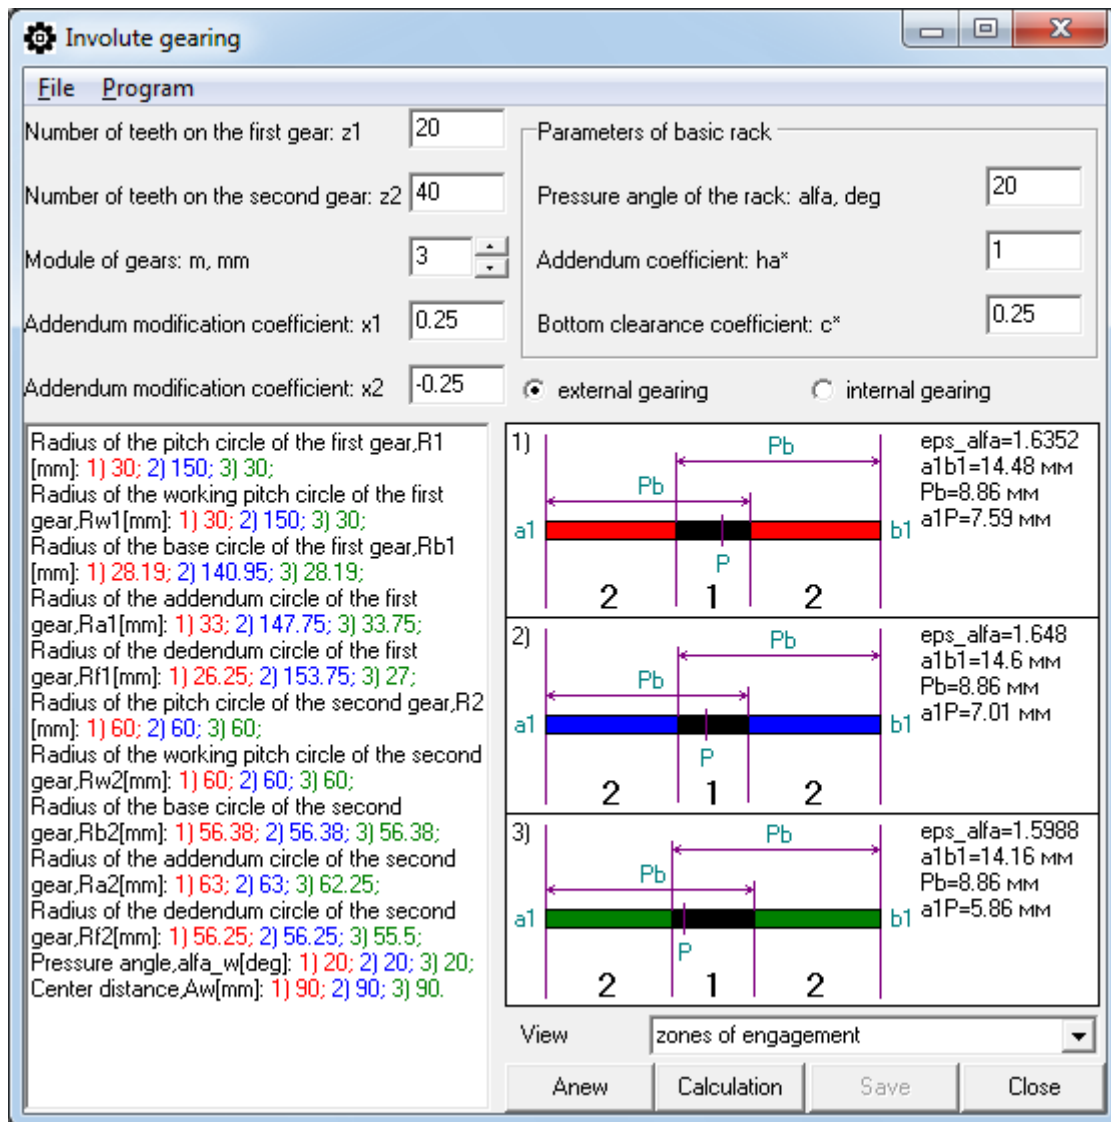 Involute gearing
File Program
Number of teeth on the first gear: z1 20
Number of teeth on the second gear: z2 40
Module of gears: m, mm 3
Addendum modification coefficient: x1 0.25
Addendum modification coefficient: x2 -0.25
Parameters of basic rack
Pressure angle of the rack: alfa, deg 20
Addendum coefficient: ha* 1
Bottom clearance coefficient: c* 0.25
external gearing internal gearing
Radius of the pitch circle of the first gear,R1
[mm]: 1) 30; 2) 150; 3) 30;
Radius of the working pitch circle of the first
gear,Rw1[mm]: 1) 30; 2) 150; 3) 30;
Radius of the base circle of the first gear,Rb1
[mm]: 1) 28.19; 2) 140.95; 3) 28.19;
Radius of the addendum circle of the first
gear,Ra1[mm]: 1) 33; 2) 147.75; 3) 33.75;
Radius of the dedendum circle of the first
gear,Rf1[mm]: 1) 26.25; 2) 153.75; 3) 27;
Radius of the pitch circle of the second gear,R2
[mm]: 1) 60; 2) 60; 3) 60;
Radius of the working pitch circle of the second
gear,Rw2[mm]: 1) 60; 2) 60; 3) 60;
Radius of the base circle of the second
gear,Rb2[mm]: 1) 56.38; 2) 56.38; 3) 56.38;
Radius of the addendum circle of the second
gear,Ra2[mm]: 1) 63; 2) 63; 3) 62.25;
Radius of the dedendum circle of the second
gear,Rf2[mm]: 1) 56.25; 2) 56.25; 3) 55.5;
Pressure angle,alfa_w[deg]: 1) 20; 2) 20; 3) 20;
Center distance,Aw[mm]: 1) 90; 2) 90; 3) 90.
1) Pb eps_alfa=1.6352
a1b1=14.48 мм
Pb Pb=8.86 мм
a1 b1 a1P=7.59 мм
P
2 1 2
2) Pb eps_alfa=1.648
a1b1=14.6 мм
Pb Pb=8.86 мм
a1 b1 a1P=7.01 мм
P
2 1 2
3) Pb eps_alfa=1.5988
a1b1=14.16 мм
Pb Pb=8.86 мм
a1 b1 a1P=5.86 мм
P
2 1 2
View zones of engagement
Anew Calculation Save Close